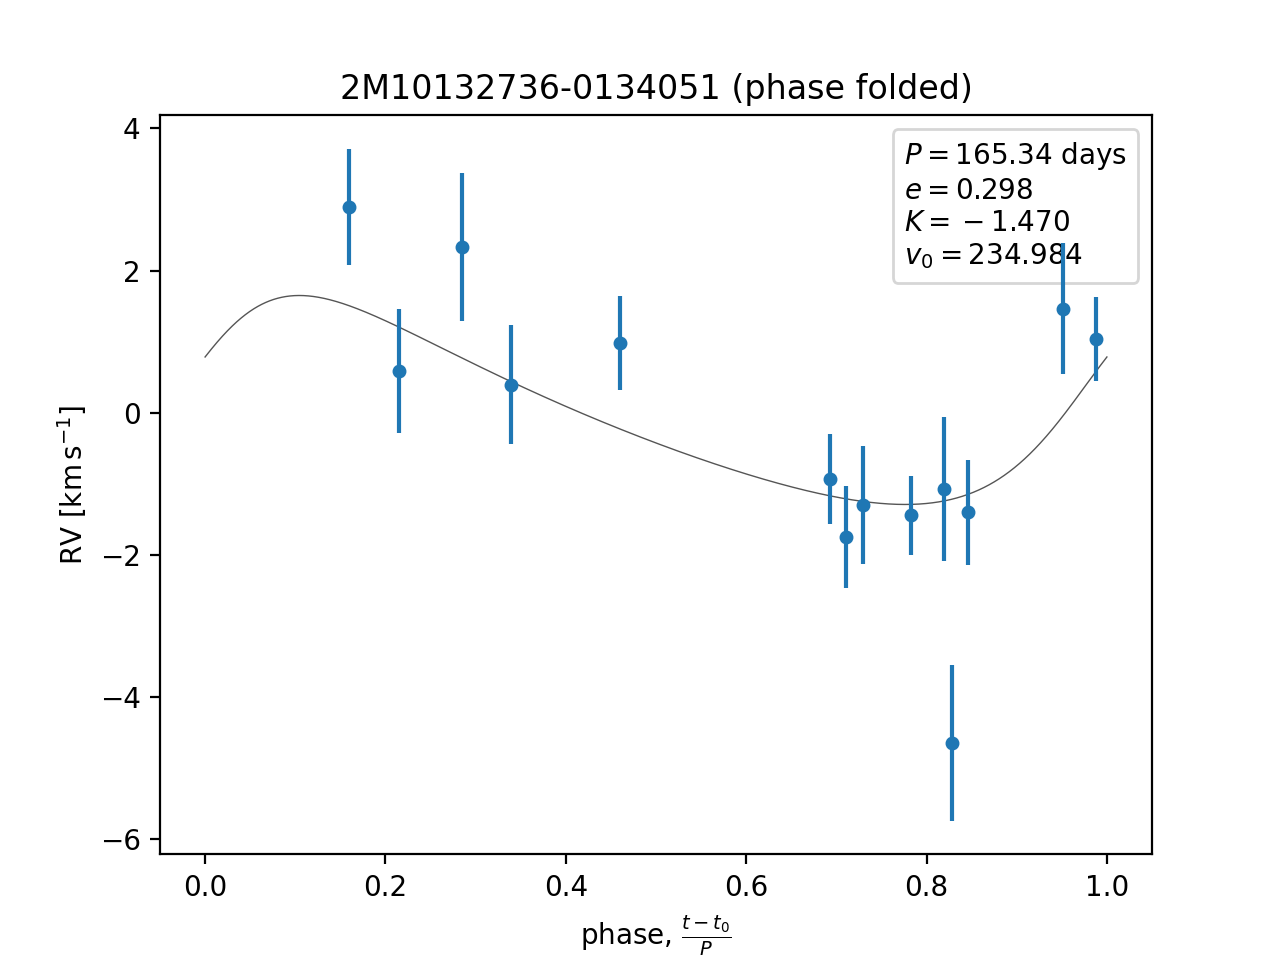 2M10132736-0134051 (phase folded)
P = 165.34 days
e = 0.298
K = −1.470
v₀ = 234.984
RV [km s⁻¹]
4
2
0
−2
−4
−6
0.0 0.2 0.4 0.6 0.8 1.0
phase, (t − t₀)/P